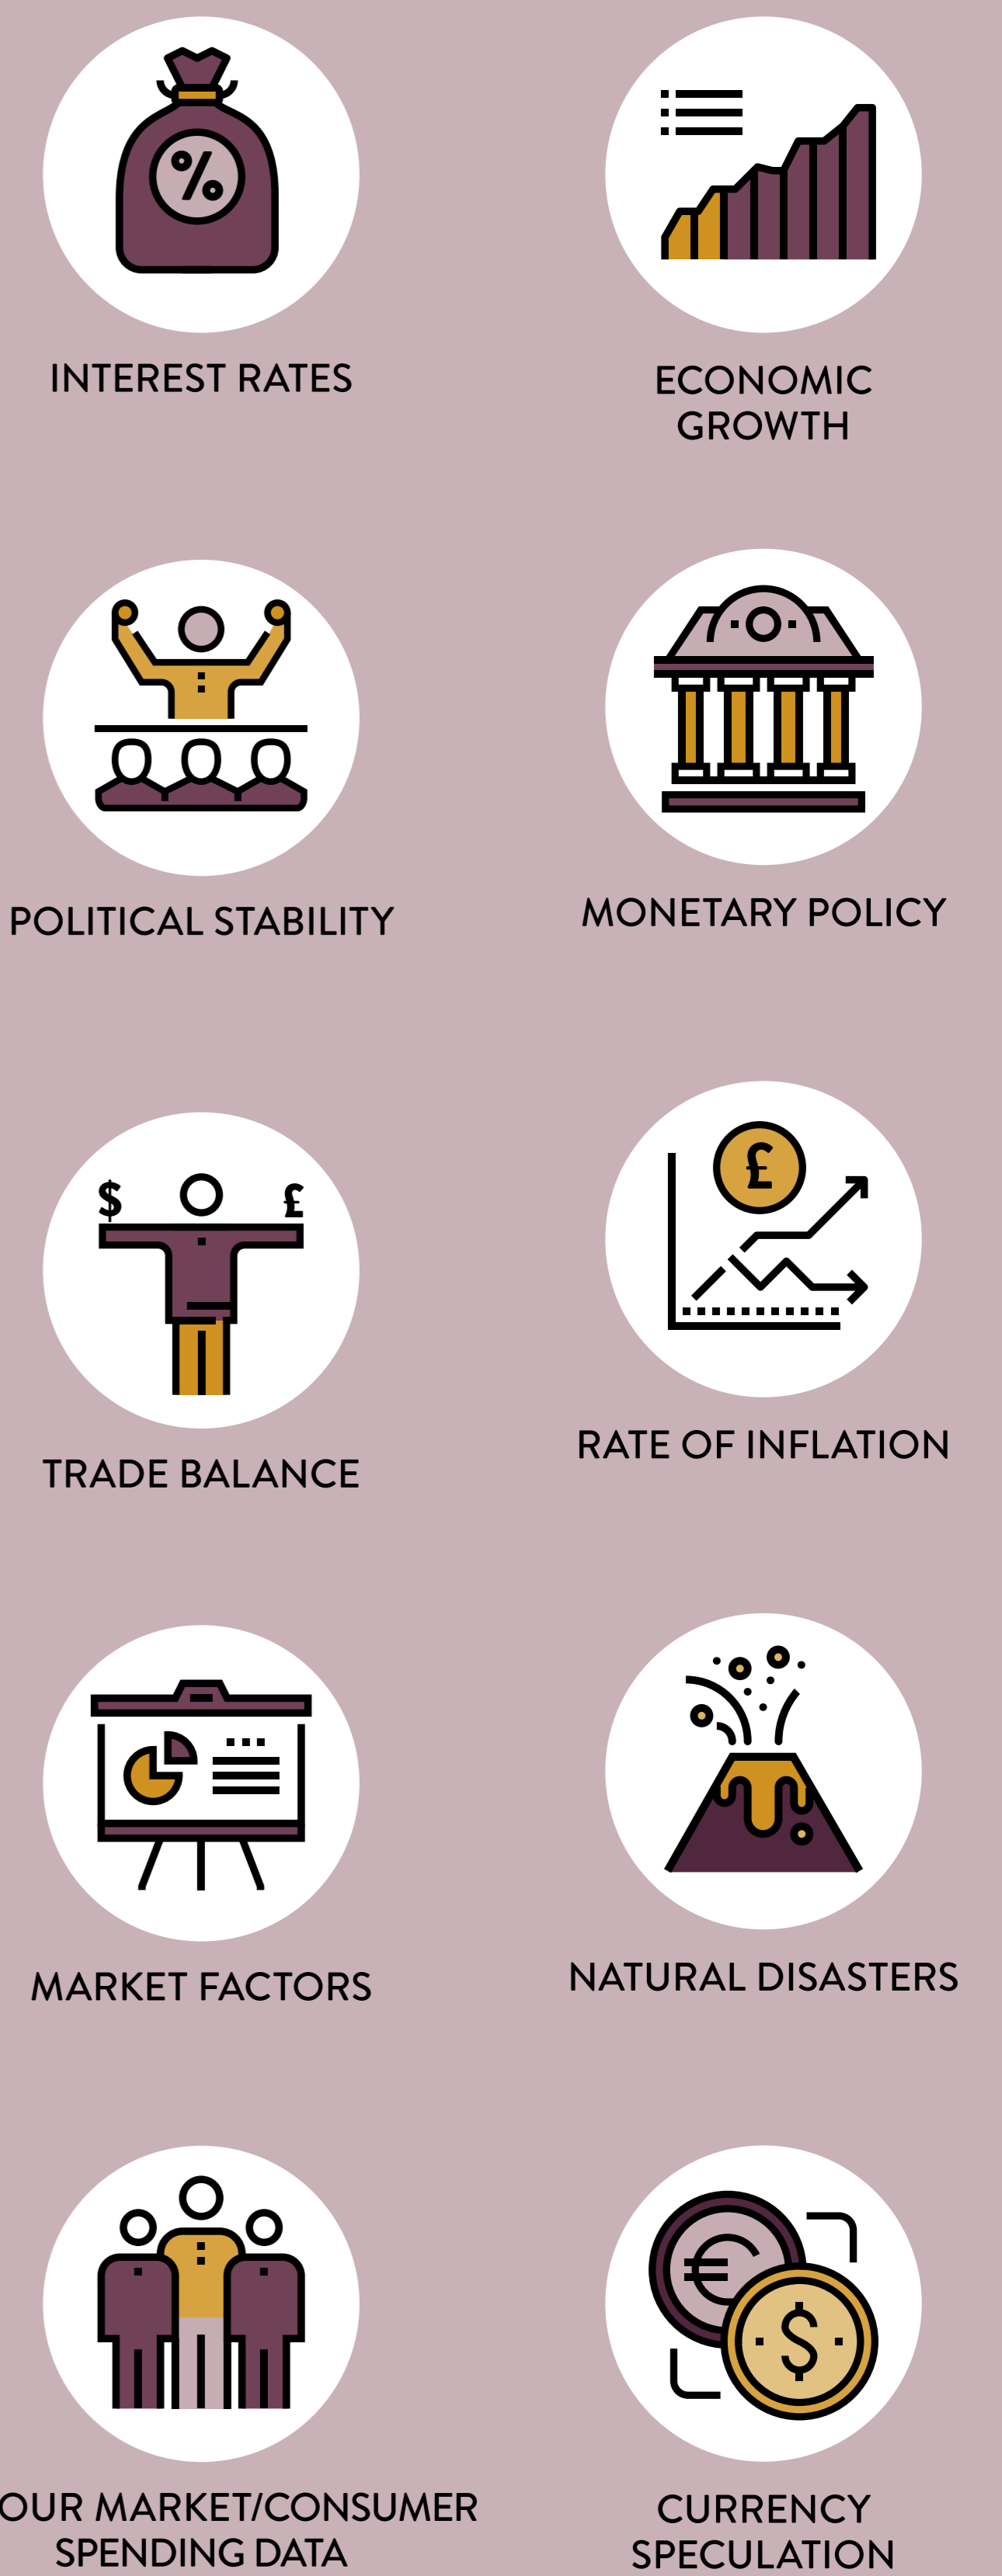 %
INTEREST RATES
ECONOMIC
GROWTH
POLITICAL STABILITY
MONETARY POLICY
$ £
TRADE BALANCE
£
RATE OF INFLATION
MARKET FACTORS
NATURAL DISASTERS
OUR MARKET/CONSUMER
SPENDING DATA
€
$
CURRENCY
SPECULATION